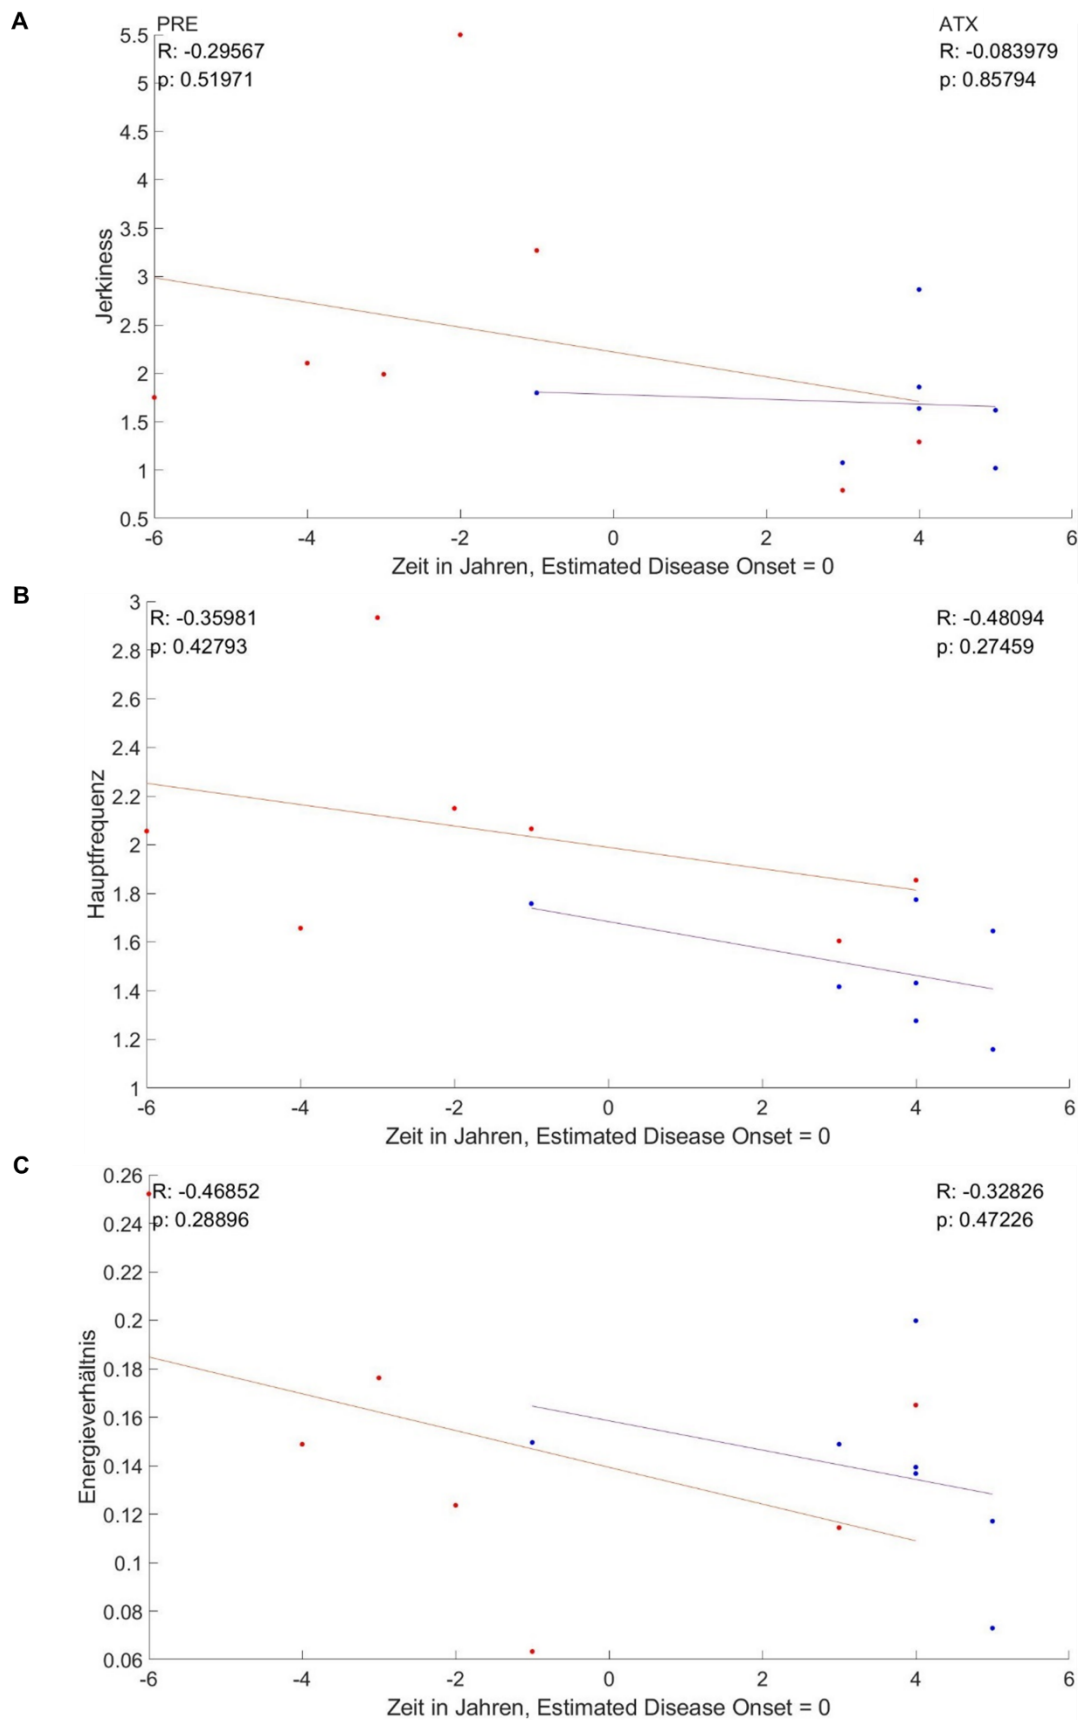 A
PRE
R: -0.29567
p: 0.51971
ATX
R: -0.083979
p: 0.85794
5.5
5
4.5
4
3.5
3
2.5
2
1.5
1
0.5
Jerkiness
-6 -4 -2 0 2 4 6
Zeit in Jahren, Estimated Disease Onset = 0
B
R: -0.35981
p: 0.42793
R: -0.48094
p: 0.27459
3
2.8
2.6
2.4
2.2
2
1.8
1.6
1.4
1.2
1
Hauptfrequenz
-6 -4 -2 0 2 4 6
Zeit in Jahren, Estimated Disease Onset = 0
C
R: -0.46852
p: 0.28896
R: -0.32826
p: 0.47226
0.26
0.24
0.22
0.2
0.18
0.16
0.14
0.12
0.1
0.08
0.06
Energieverhältnis
-6 -4 -2 0 2 4 6
Zeit in Jahren, Estimated Disease Onset = 0